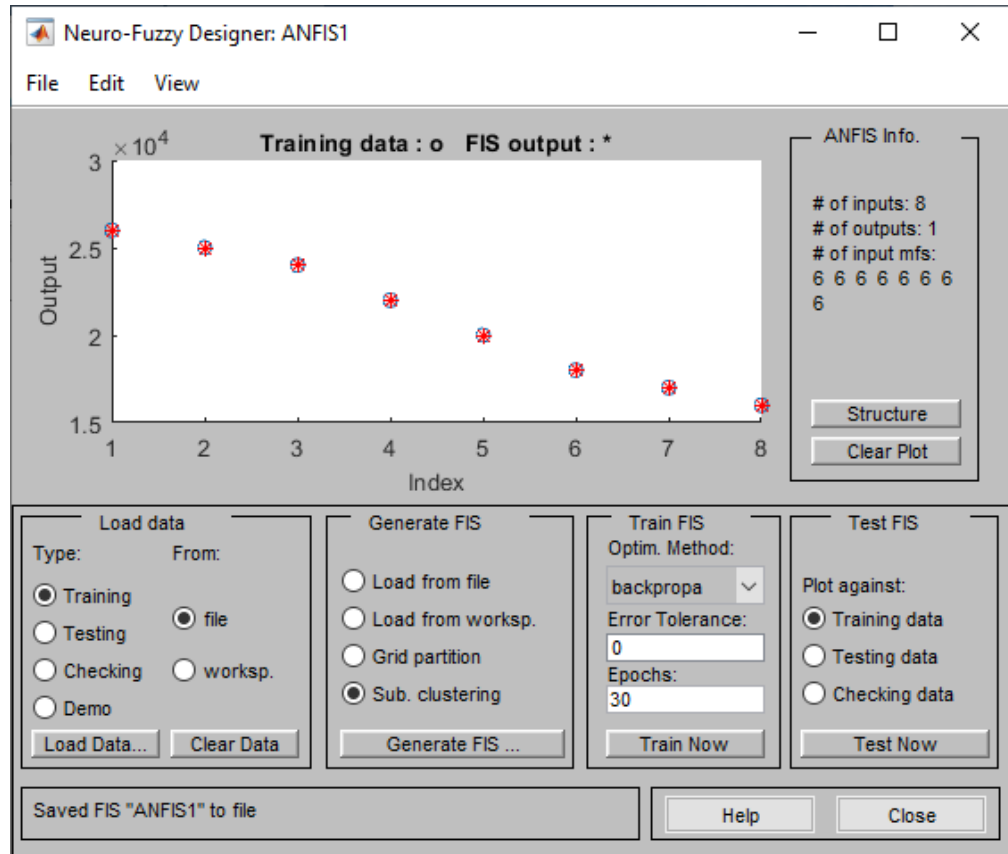 Neuro-Fuzzy Designer: ANFIS1
File Edit View
×10⁴
Training data : o FIS output : *
3
2.5
2
1.5
Output
1 2 3 4 5 6 7 8
Index
ANFIS Info.
# of inputs: 8
# of outputs: 1
# of input mfs:
6 6 6 6 6 6 6
6
Structure
Clear Plot
Load data
Type: From:
Training
file
Testing
Checking
worksp.
Demo
Load Data...
Clear Data
Generate FIS
Load from file
Load from worksp.
Grid partition
Sub. clustering
Generate FIS ...
Train FIS
Optim. Method:
backpropa
Error Tolerance:
0
Epochs:
30
Train Now
Test FIS
Plot against:
Training data
Testing data
Checking data
Test Now
Saved FIS "ANFIS1" to file
Help
Close